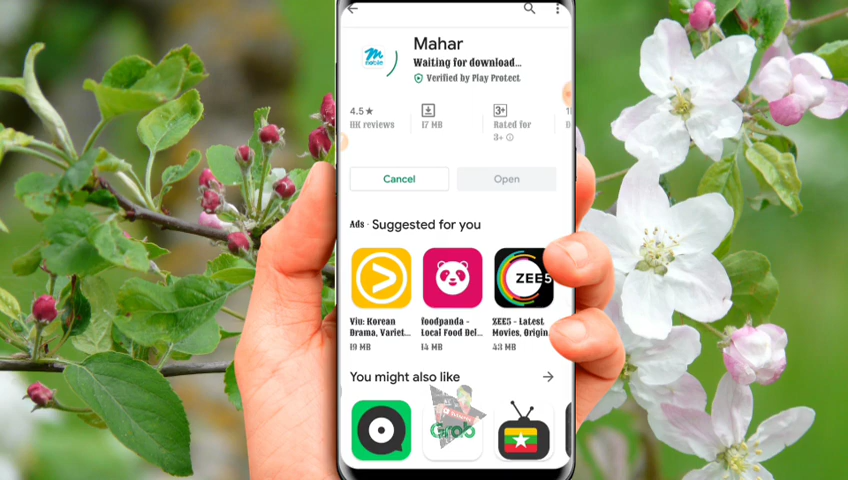 Mahar
Waiting for download...
Verified by Play Protect
4.5★
11K reviews
17 MB
3+
Rated for
3+
Cancel
Open
Ads · Suggested for you
Viu: Korean
Drama, Variet...
19 MB
foodpanda -
Local Food Del...
14 MB
ZEE5
ZEE5 - Latest
Movies, Origin...
43 MB
You might also like
Grab